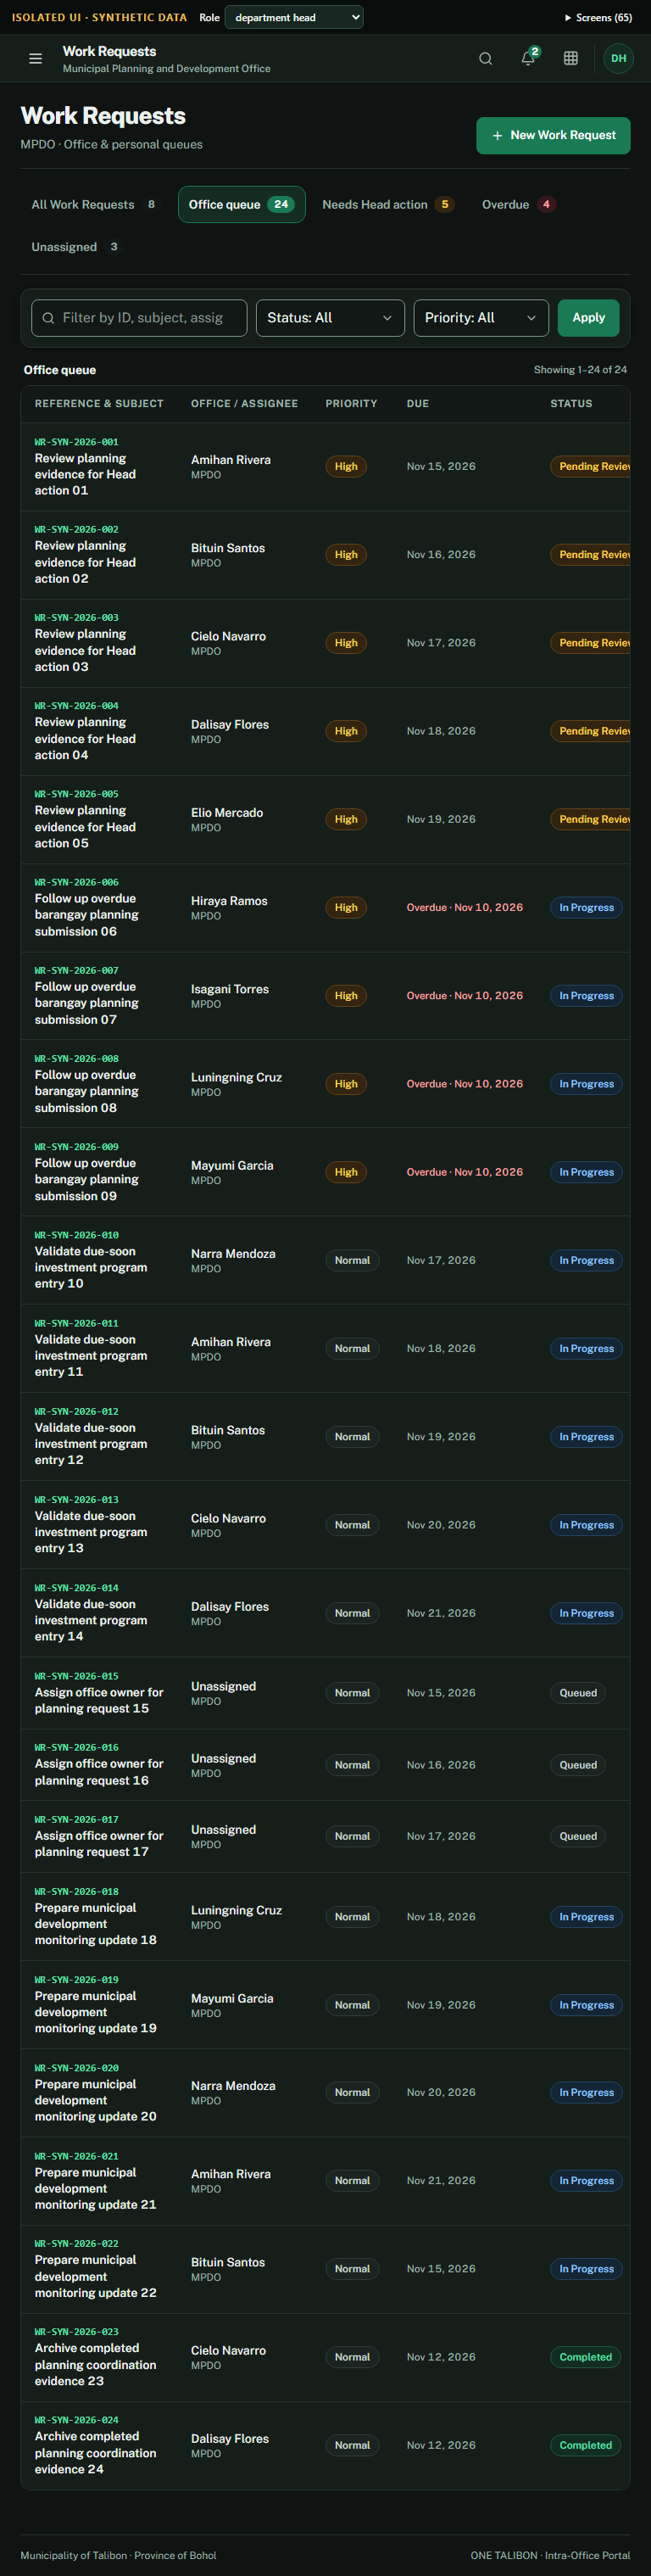 ISOLATED UI · SYNTHETIC DATA Role department head Screens (65)
Work Requests
Municipal Planning and Development Office
2
DH
Work Requests
MPDO · Office & personal queues
+ New Work Request
All Work Requests 8 Office queue 24 Needs Head action 5 Overdue 4
Unassigned 3
Filter by ID, subject, assig Status: All Priority: All Apply
Office queue Showing 1–24 of 24
REFERENCE & SUBJECT OFFICE / ASSIGNEE PRIORITY DUE STATUS
WR-SYN-2026-001
Review planning
evidence for Head
action 01
Amihan Rivera
MPDO
High Nov 15, 2026 Pending Review
WR-SYN-2026-002
Review planning
evidence for Head
action 02
Bituin Santos
MPDO
High Nov 16, 2026 Pending Review
WR-SYN-2026-003
Review planning
evidence for Head
action 03
Cielo Navarro
MPDO
High Nov 17, 2026 Pending Review
WR-SYN-2026-004
Review planning
evidence for Head
action 04
Dalisay Flores
MPDO
High Nov 18, 2026 Pending Review
WR-SYN-2026-005
Review planning
evidence for Head
action 05
Elio Mercado
MPDO
High Nov 19, 2026 Pending Review
WR-SYN-2026-006
Follow up overdue
barangay planning
submission 06
Hiraya Ramos
MPDO
High Overdue · Nov 10, 2026 In Progress
WR-SYN-2026-007
Follow up overdue
barangay planning
submission 07
Isagani Torres
MPDO
High Overdue · Nov 10, 2026 In Progress
WR-SYN-2026-008
Follow up overdue
barangay planning
submission 08
Luningning Cruz
MPDO
High Overdue · Nov 10, 2026 In Progress
WR-SYN-2026-009
Follow up overdue
barangay planning
submission 09
Mayumi Garcia
MPDO
High Overdue · Nov 10, 2026 In Progress
WR-SYN-2026-010
Validate due-soon
investment program
entry 10
Narra Mendoza
MPDO
Normal Nov 17, 2026 In Progress
WR-SYN-2026-011
Validate due-soon
investment program
entry 11
Amihan Rivera
MPDO
Normal Nov 18, 2026 In Progress
WR-SYN-2026-012
Validate due-soon
investment program
entry 12
Bituin Santos
MPDO
Normal Nov 19, 2026 In Progress
WR-SYN-2026-013
Validate due-soon
investment program
entry 13
Cielo Navarro
MPDO
Normal Nov 20, 2026 In Progress
WR-SYN-2026-014
Validate due-soon
investment program
entry 14
Dalisay Flores
MPDO
Normal Nov 21, 2026 In Progress
WR-SYN-2026-015
Assign office owner for
planning request 15
Unassigned
MPDO
Normal Nov 15, 2026 Queued
WR-SYN-2026-016
Assign office owner for
planning request 16
Unassigned
MPDO
Normal Nov 16, 2026 Queued
WR-SYN-2026-017
Assign office owner for
planning request 17
Unassigned
MPDO
Normal Nov 17, 2026 Queued
WR-SYN-2026-018
Prepare municipal
development
monitoring update 18
Luningning Cruz
MPDO
Normal Nov 18, 2026 In Progress
WR-SYN-2026-019
Prepare municipal
development
monitoring update 19
Mayumi Garcia
MPDO
Normal Nov 19, 2026 In Progress
WR-SYN-2026-020
Prepare municipal
development
monitoring update 20
Narra Mendoza
MPDO
Normal Nov 20, 2026 In Progress
WR-SYN-2026-021
Prepare municipal
development
monitoring update 21
Amihan Rivera
MPDO
Normal Nov 21, 2026 In Progress
WR-SYN-2026-022
Prepare municipal
development
monitoring update 22
Bituin Santos
MPDO
Normal Nov 15, 2026 In Progress
WR-SYN-2026-023
Archive completed
planning coordination
evidence 23
Cielo Navarro
MPDO
Normal Nov 12, 2026 Completed
WR-SYN-2026-024
Archive completed
planning coordination
evidence 24
Dalisay Flores
MPDO
Normal Nov 12, 2026 Completed
Municipality of Talibon · Province of Bohol ONE TALIBON · Intra-Office Portal